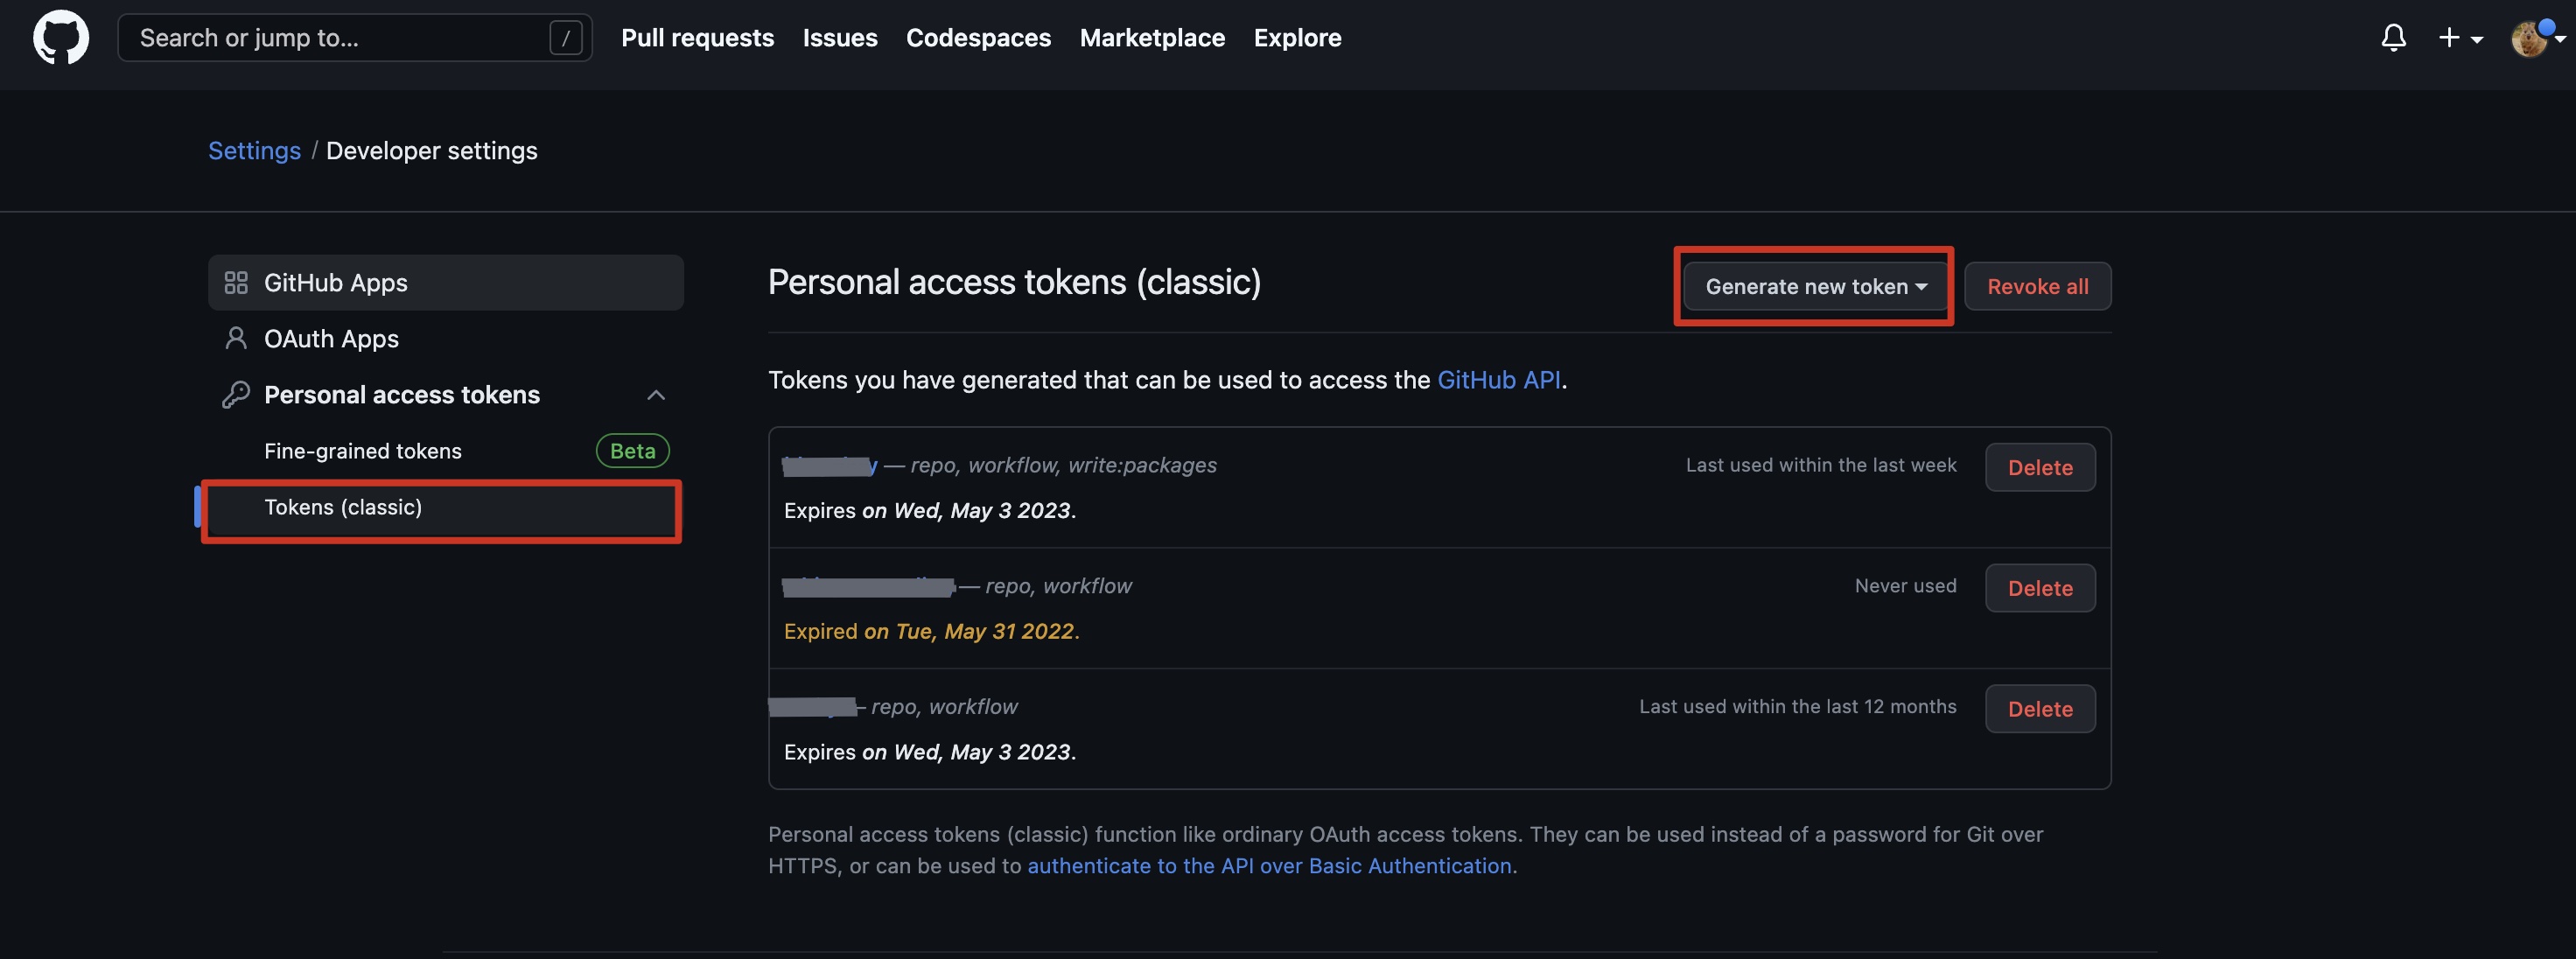 Search or jump to... /
Pull requests Issues Codespaces Marketplace Explore
Settings / Developer settings
GitHub Apps
OAuth Apps
Personal access tokens
Fine-grained tokens Beta
Tokens (classic)
Personal access tokens (classic)
Generate new token
Revoke all
Tokens you have generated that can be used to access the GitHub API.
— repo, workflow, write:packages
Last used within the last week
Delete
Expires on Wed, May 3 2023.
— repo, workflow
Never used
Delete
Expired on Tue, May 31 2022.
– repo, workflow
Last used within the last 12 months
Delete
Expires on Wed, May 3 2023.
Personal access tokens (classic) function like ordinary OAuth access tokens. They can be used instead of a password for Git over
HTTPS, or can be used to authenticate to the API over Basic Authentication.